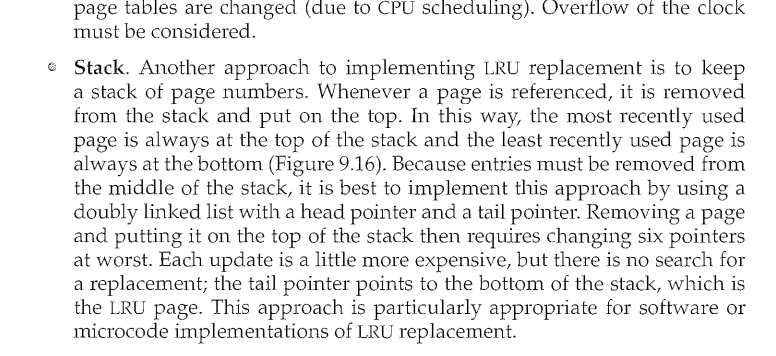 page tables are changed (due to CPU scheduling). Overflow of the clock
must be considered.
Stack. Another approach to implementing LRU replacement is to keep
a stack of page numbers. Whenever a page is referenced, it is removed
from the stack and put on the top. In this way, the most recently used
page is always at the top of the stack and the least recently used page is
always at the bottom (Figure 9.16). Because entries must be removed from
the middle of the stack, it is best to implement this approach by using a
doubly linked list with a head pointer and a tail pointer. Removing a page
and putting it on the top of the stack then requires changing six pointers
at worst. Each update is a little more expensive, but there is no search for
a replacement; the tail pointer points to the bottom of the stack, which is
the LRU page. This approach is particularly appropriate for software or
microcode implementations of LRU replacement.